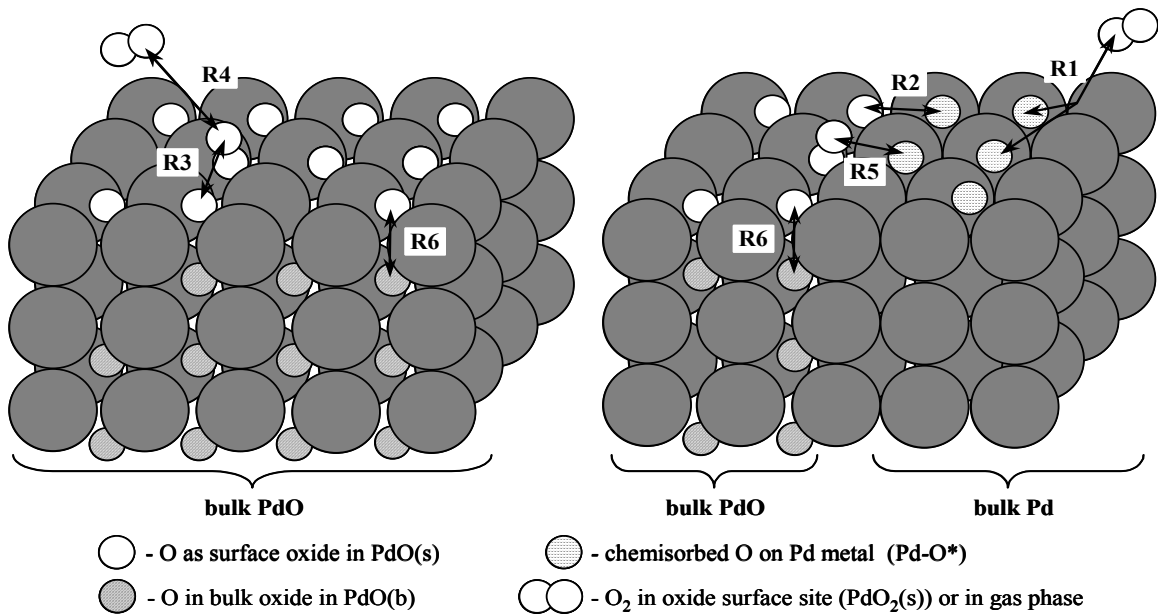 R4
R3
R6
R2
R1
R5
R6
bulk PdO
bulk PdO
bulk Pd
- O as surface oxide in PdO(s)
- chemisorbed O on Pd metal (Pd-O*)
- O in bulk oxide in PdO(b)
- O₂ in oxide surface site (PdO₂(s)) or in gas phase